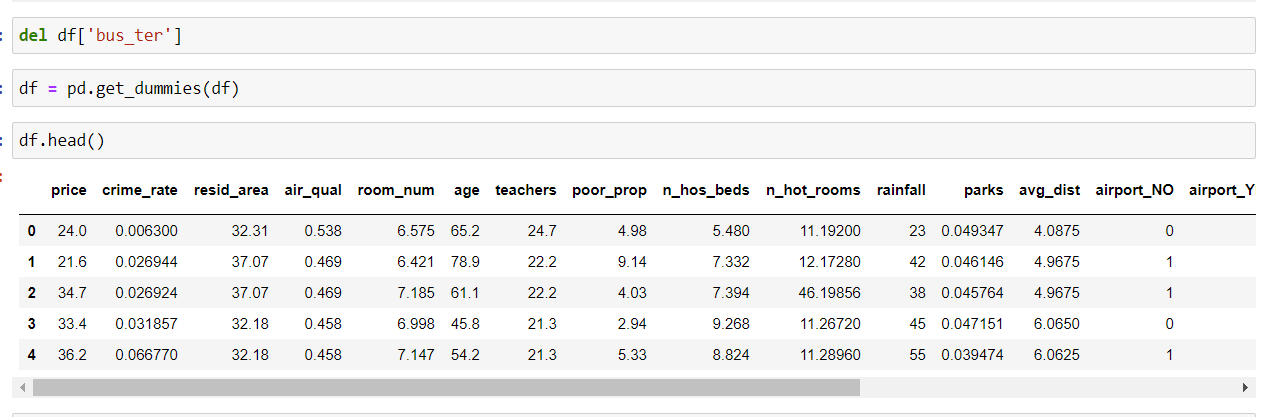 del df['bus_ter']
df = pd.get_dummies(df)
df.head()
price crime_rate resid_area air_qual room_num age teachers poor_prop n_hos_beds n_hot_rooms rainfall parks avg_dist airport_NO airport_Y
0 24.0 0.006300 32.31 0.538 6.575 65.2 24.7 4.98 5.480 11.19200 23 0.049347 4.0875 0
1 21.6 0.026944 37.07 0.469 6.421 78.9 22.2 9.14 7.332 12.17280 42 0.046146 4.9675 1
2 34.7 0.026924 37.07 0.469 7.185 61.1 22.2 4.03 7.394 46.19856 38 0.045764 4.9675 1
3 33.4 0.031857 32.18 0.458 6.998 45.8 21.3 2.94 9.268 11.26720 45 0.047151 6.0650 0
4 36.2 0.066770 32.18 0.458 7.147 54.2 21.3 5.33 8.824 11.28960 55 0.039474 6.0625 1